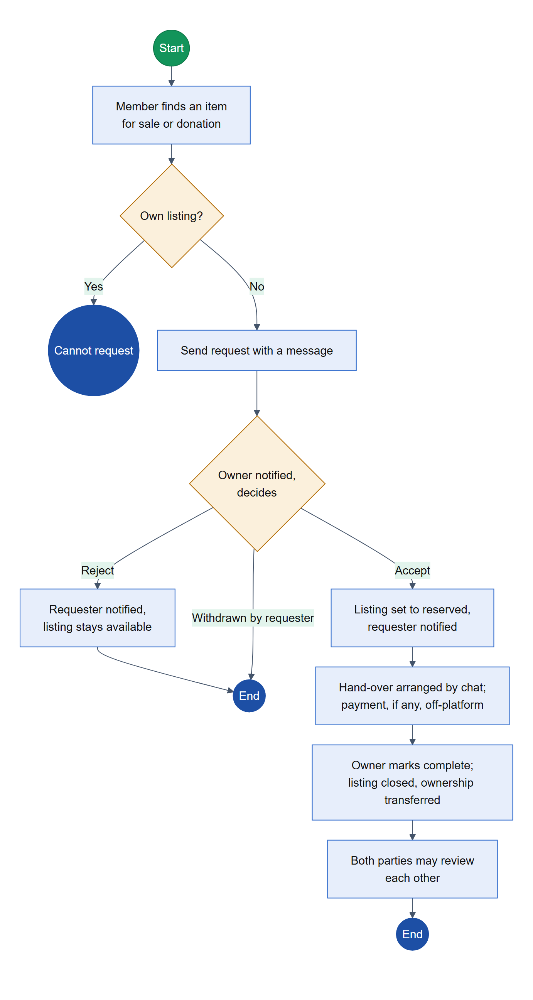 Start
Member finds an item
for sale or donation
Own listing?
Yes
No
Cannot request
Send request with a message
Owner notified,
decides
Reject
Accept
Requester notified,
listing stays available
Withdrawn by requester
Listing set to reserved,
requester notified
Hand-over arranged by chat;
payment, if any, off-platform
End
Owner marks complete;
listing closed, ownership
transferred
Both parties may review
each other
End